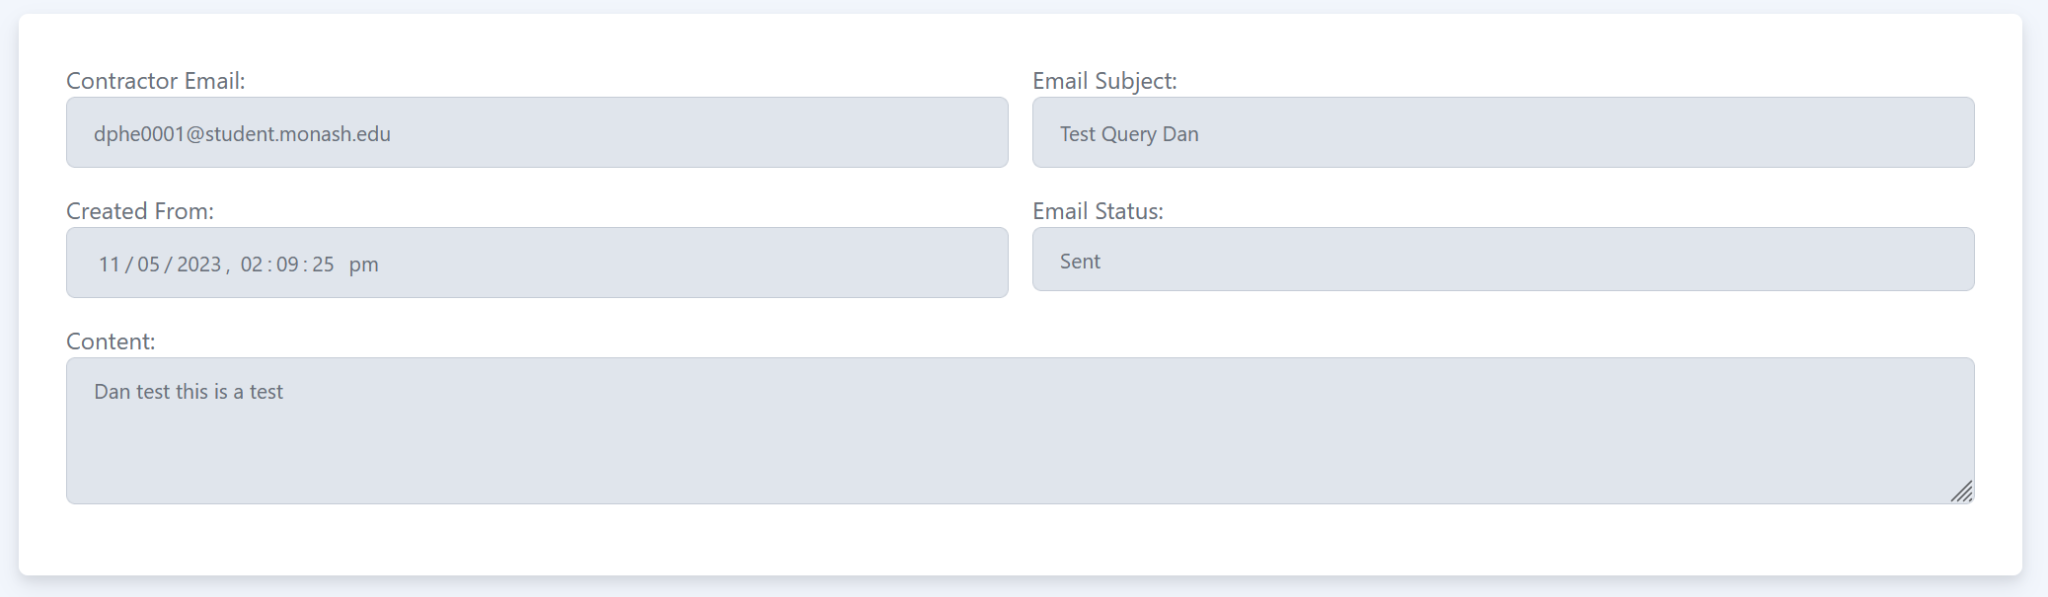 Contractor Email:
dphe0001@student.monash.edu
Email Subject:
Test Query Dan
Created From:
11/05/2023, 02:09:25 pm
Email Status:
Sent
Content:
Dan test this is a test